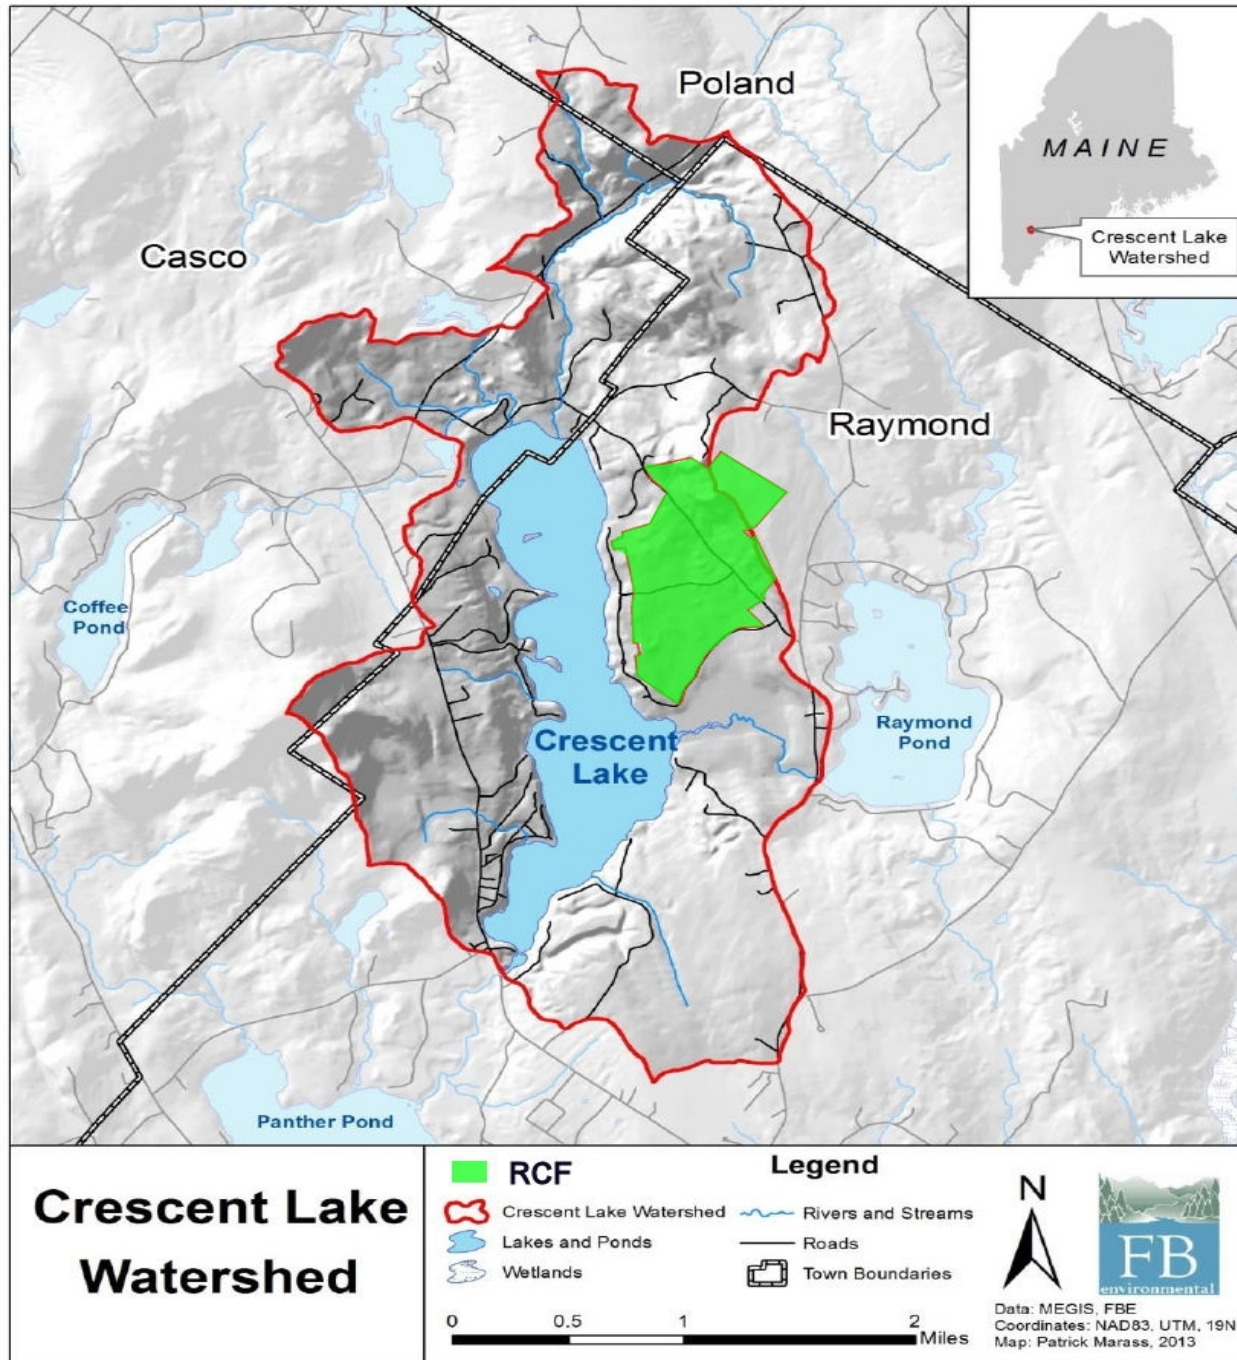 Poland
MAINE
Crescent Lake
Watershed
Casco
Raymond
Coffee
Pond
Raymond
Pond
Crescent
Lake
Panther Pond
Crescent Lake
Watershed
Legend
RCF
Crescent Lake Watershed
Lakes and Ponds
Wetlands
Rivers and Streams
Roads
Town Boundaries
0 0.5 1 2 Miles
N
FB
environmental
Data: MEGIS, FBE
Coordinates: NAD83, UTM, 19N
Map: Patrick Marass, 2013